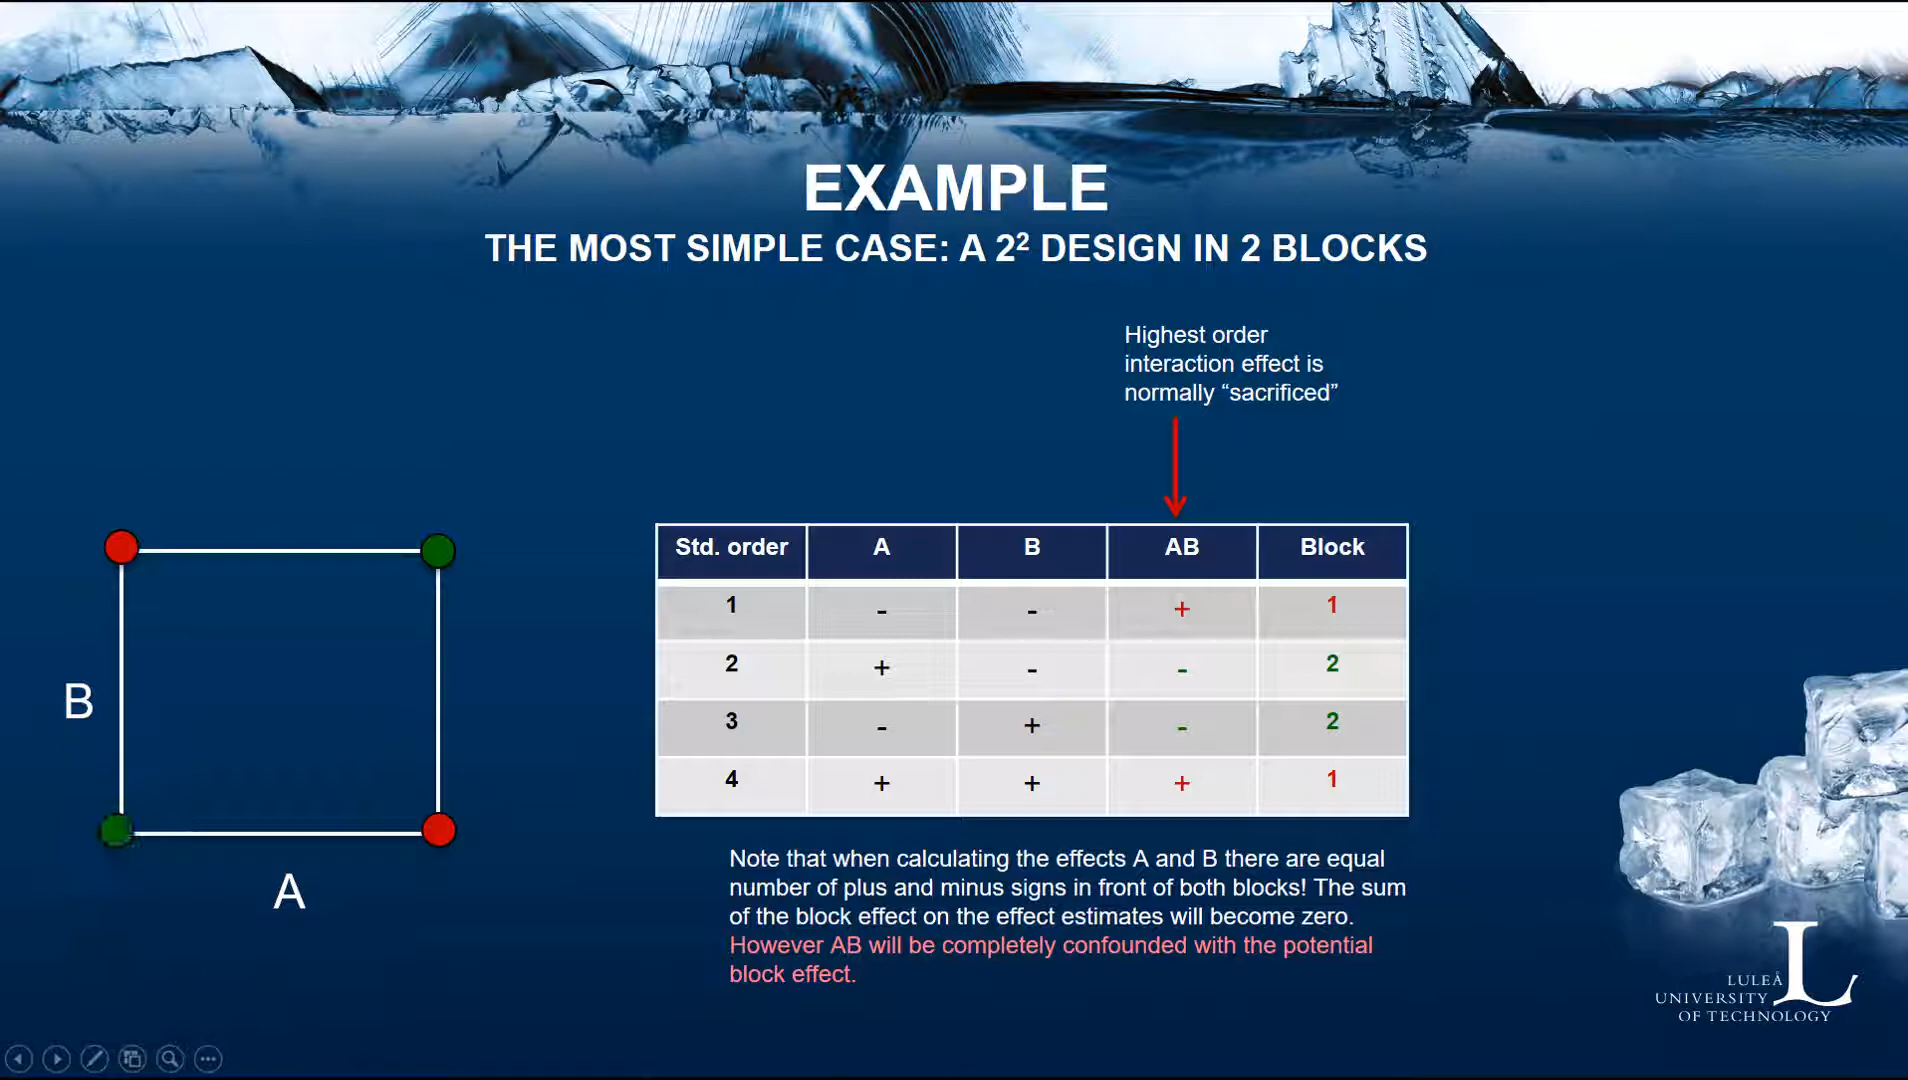 EXAMPLE
THE MOST SIMPLE CASE: A 2² DESIGN IN 2 BLOCKS
Highest order
interaction effect is
normally “sacrificed”
B
A
Std. order A B AB Block
1 - - + 1
2 + - - 2
3 - + - 2
4 + + + 1
Note that when calculating the effects A and B there are equal
number of plus and minus signs in front of both blocks! The sum
of the block effect on the effect estimates will become zero.
However AB will be completely confounded with the potential
block effect.
L
LULEÅ
UNIVERSITY
OF TECHNOLOGY